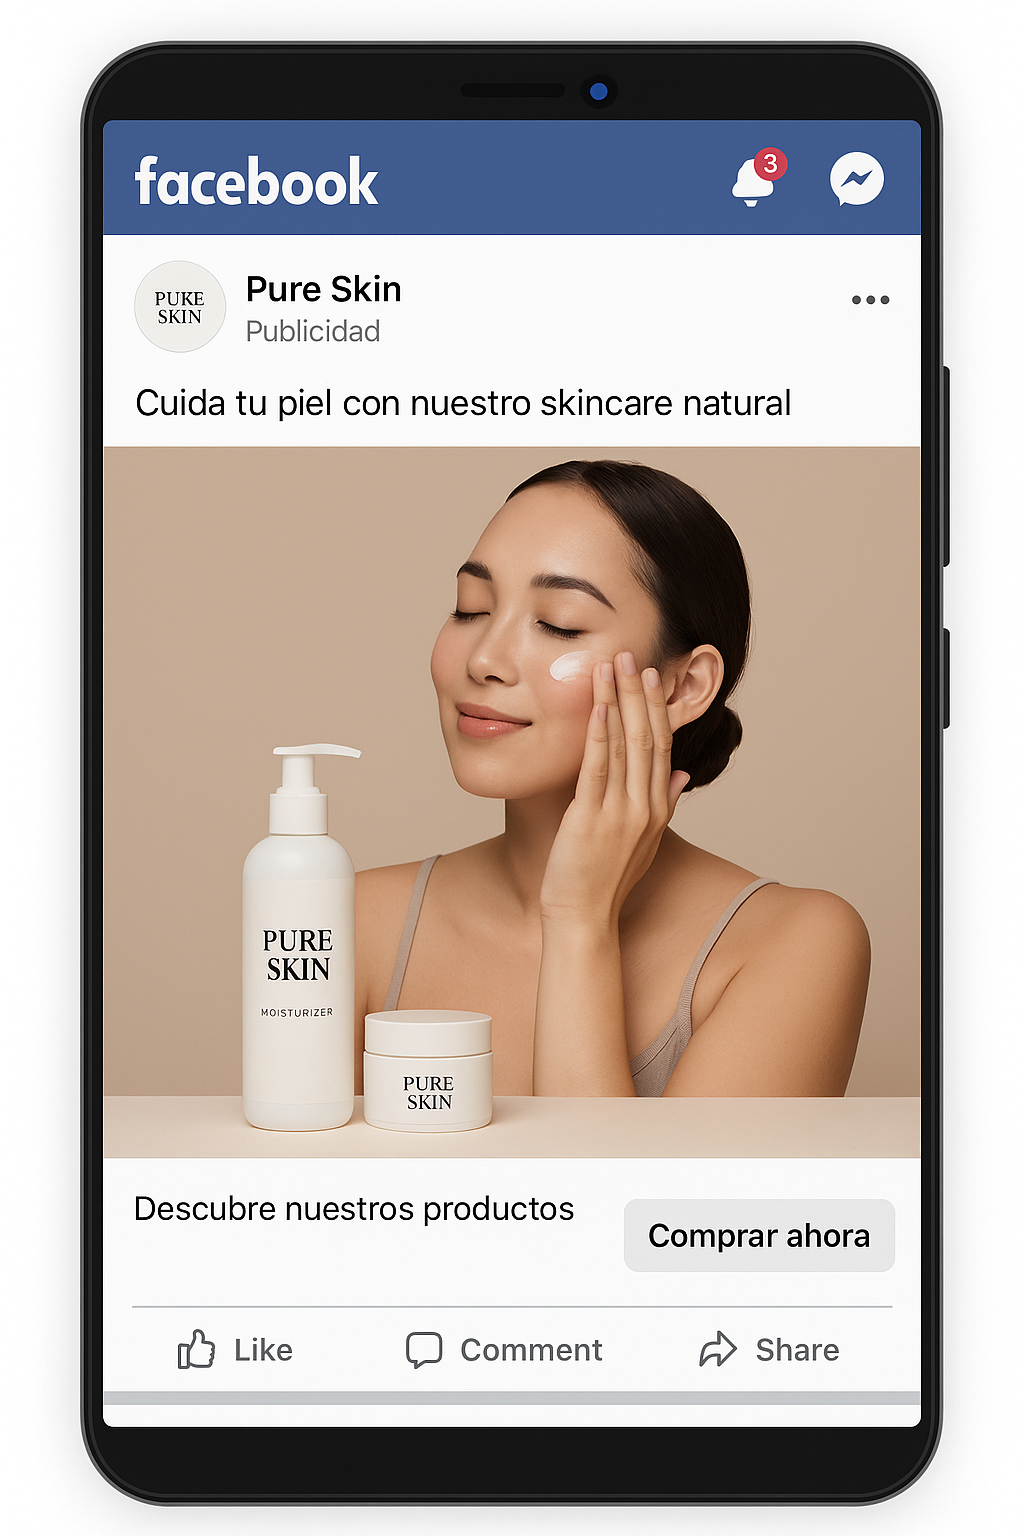 facebook
3
PUKE
SKIN
Pure Skin
Publicidad
Cuida tu piel con nuestro skincare natural
PURE
SKIN
MOISTURIZER
PURE
SKIN
Descubre nuestros productos
Comprar ahora
Like
Comment
Share